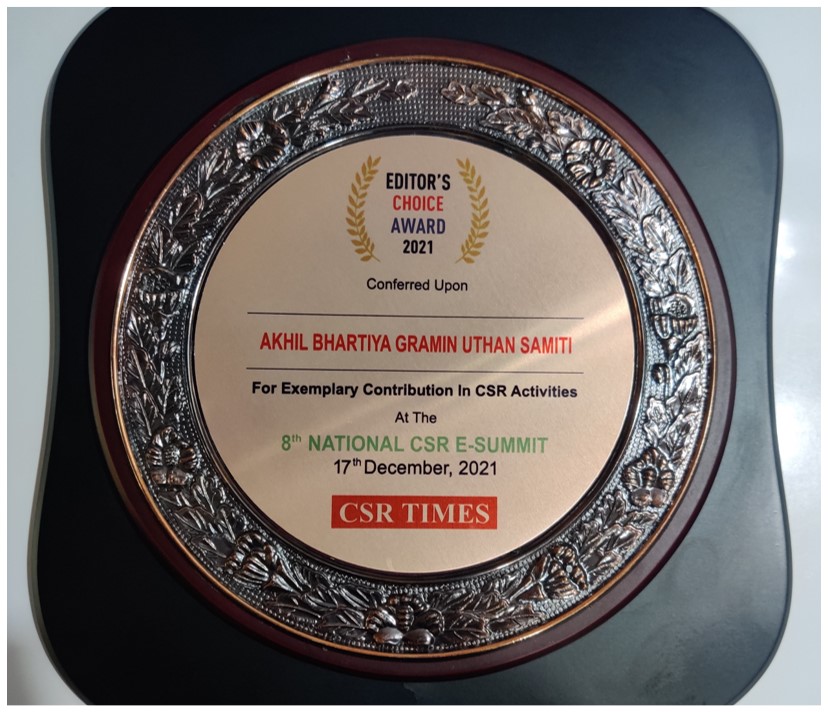 EDITOR'S
CHOICE
AWARD
2021
Conferred Upon
AKHIL BHARTIYA GRAMIN UTHAN SAMITI
For Exemplary Contribution In CSR Activities
At The
8th NATIONAL CSR E-SUMMIT
17th December, 2021
CSR TIMES